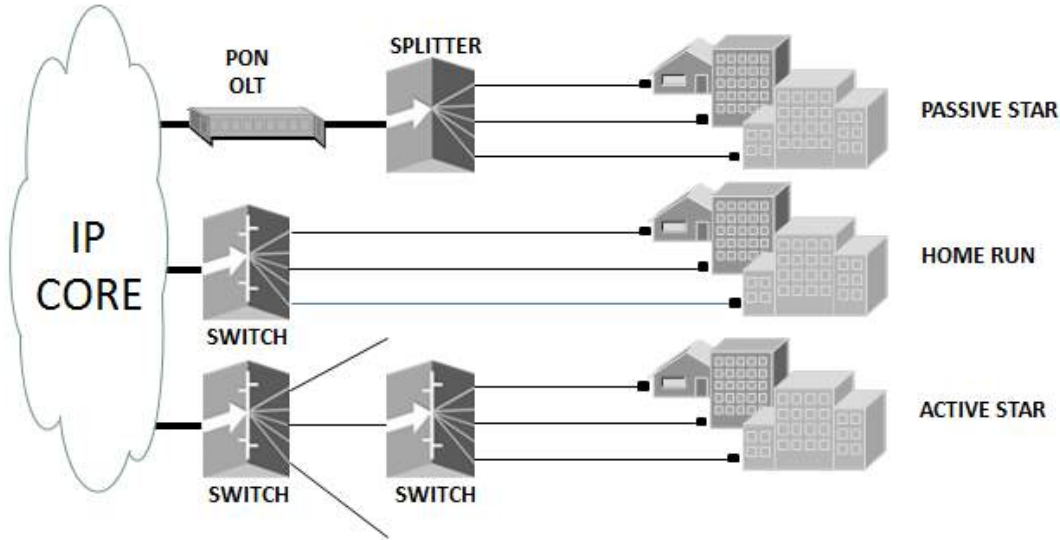 SPLITTER
PON
OLT
PASSIVE STAR
IP
CORE
HOME RUN
SWITCH
ACTIVE STAR
SWITCH
SWITCH